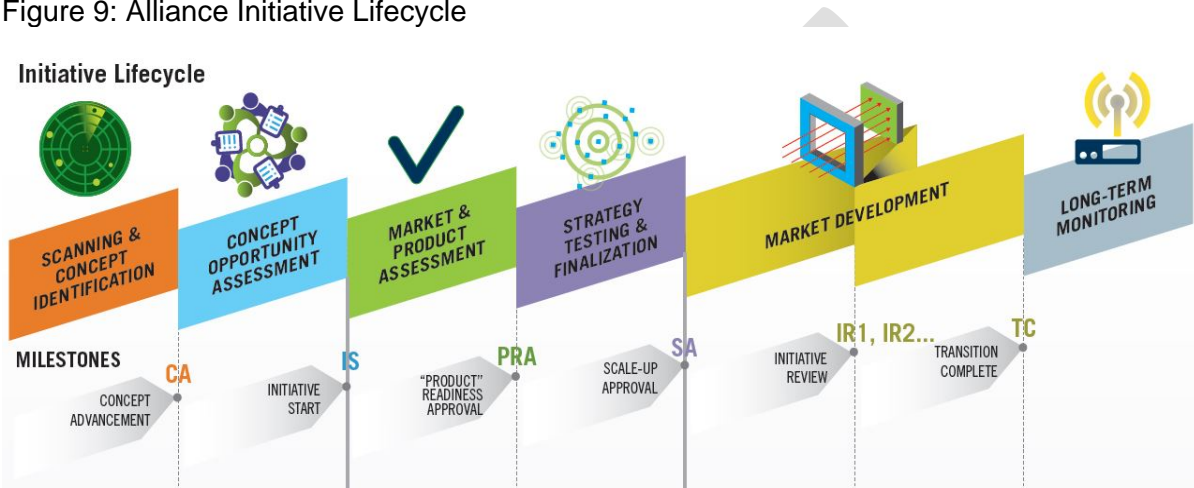 Figure 9: Alliance Initiative Lifecycle
Initiative Lifecycle
SCANNING &
CONCEPT
IDENTIFICATION
CONCEPT
OPPORTUNITY
ASSESSMENT
MARKET &
PRODUCT
ASSESSMENT
STRATEGY
TESTING &
FINALIZATION
MARKET DEVELOPMENT
LONG-TERM
MONITORING
MILESTONES
CA
CONCEPT
ADVANCEMENT
IS
INITIATIVE
START
PRA
"PRODUCT"
READINESS
APPROVAL
SA
SCALE-UP
APPROVAL
IR1, IR2...
INITIATIVE
REVIEW
TC
TRANSITION
COMPLETE